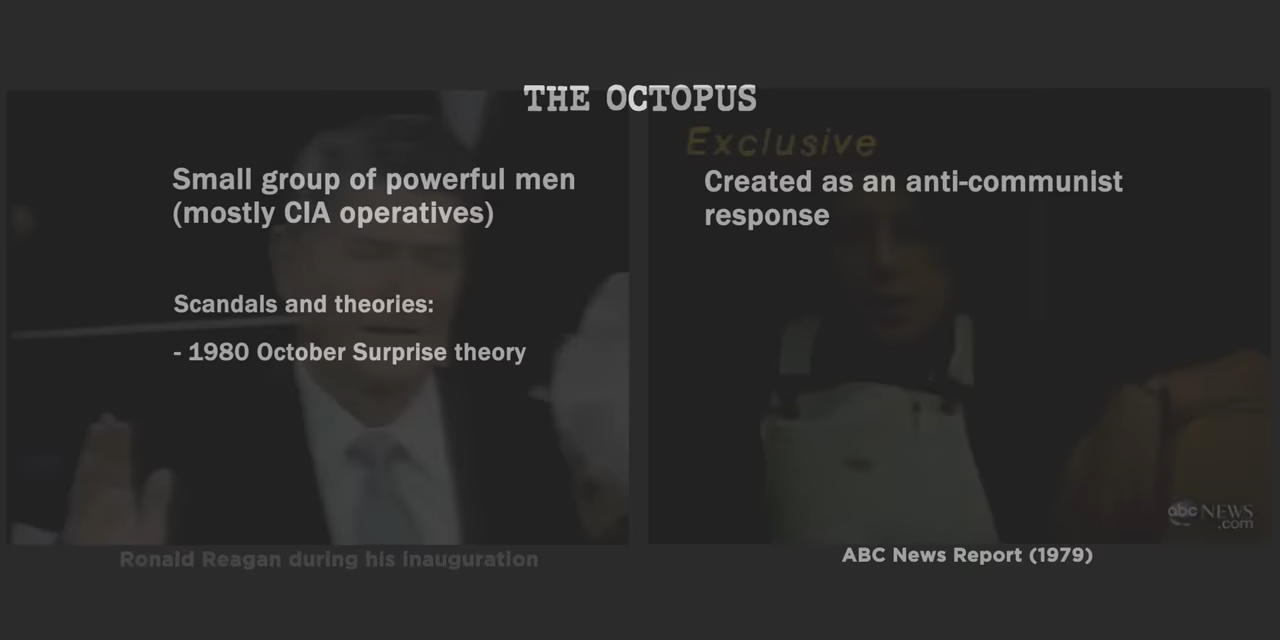 THE OCTOPUS
Exclusive
Small group of powerful men
(mostly CIA operatives)
Created as an anti-communist
response
Scandals and theories:
- 1980 October Surprise theory
abc NEWS
.com
Ronald Reagan during his inauguration
ABC News Report (1979)